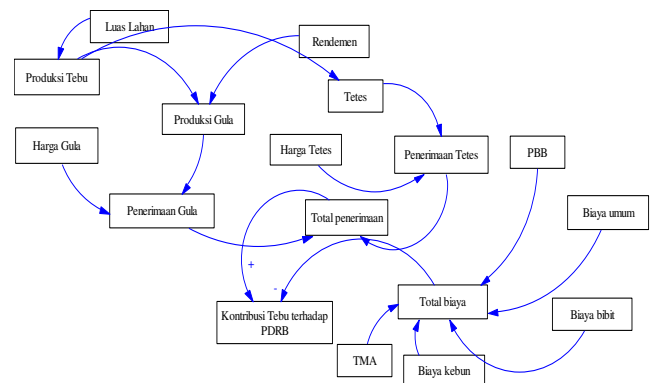 Luas Lahan
Rendemen
Produksi Tebu
Tetes
Produksi Gula
Harga Gula
Harga Tetes
Penerimaan Tetes
PBB
Penerimaan Gula
Total penerimaan
Biaya umum
+
-
Kontribusi Tebu terhadap
PDRB
Total biaya
Biaya bibit
TMA
Biaya kebun